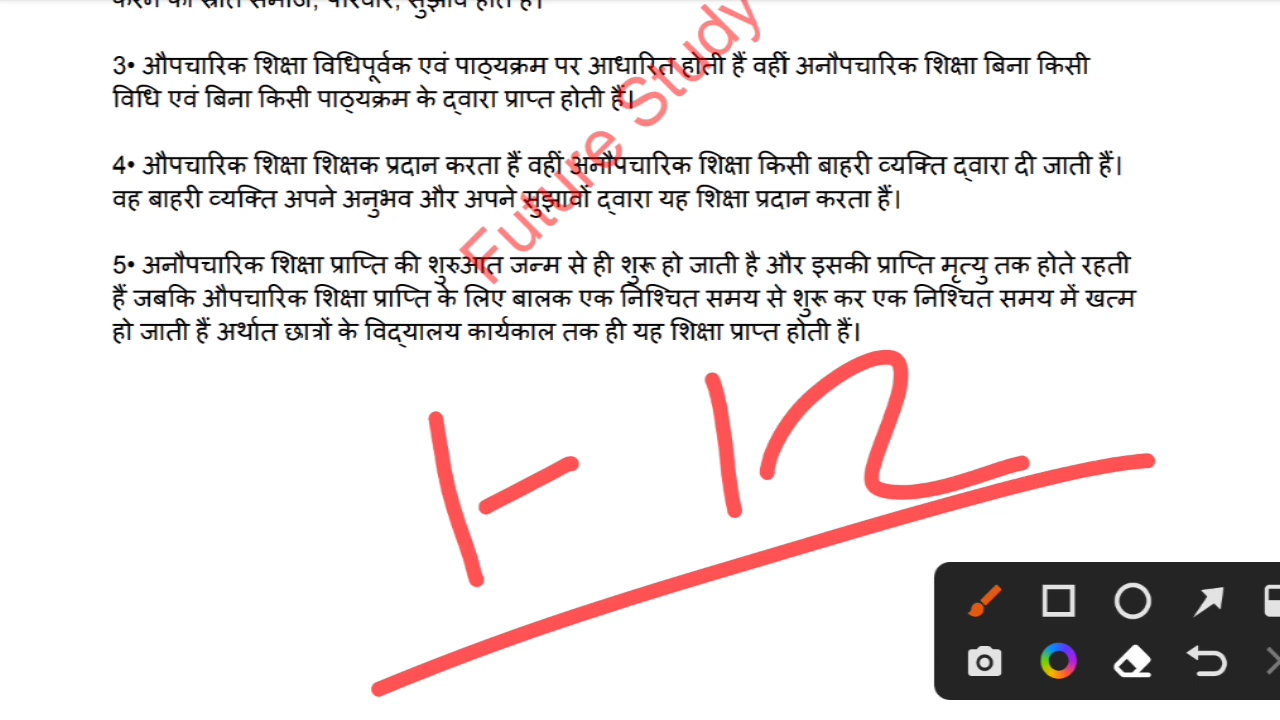 करने का स्रोत समाज, परिवार, सुझाव होते हैं।
3• औपचारिक शिक्षा विधिपूर्वक एवं पाठ्यक्रम पर आधारित होती हैं वहीं अनौपचारिक शिक्षा बिना किसी
विधि एवं बिना किसी पाठ्यक्रम के द्वारा प्राप्त होती हैं।
4• औपचारिक शिक्षा शिक्षक प्रदान करता हैं वहीं अनौपचारिक शिक्षा किसी बाहरी व्यक्ति द्वारा दी जाती हैं।
वह बाहरी व्यक्ति अपने अनुभव और अपने सुझावों द्वारा यह शिक्षा प्रदान करता हैं।
5• अनौपचारिक शिक्षा प्राप्ति की शुरुआत जन्म से ही शुरू हो जाती है और इसकी प्राप्ति मृत्यु तक होते रहती
हैं जबकि औपचारिक शिक्षा प्राप्ति के लिए बालक एक निश्चित समय से शुरू कर एक निश्चित समय में खत्म
हो जाती हैं अर्थात छात्रों के विद्यालय कार्यकाल तक ही यह शिक्षा प्राप्त होती हैं।
Future Study
1-12